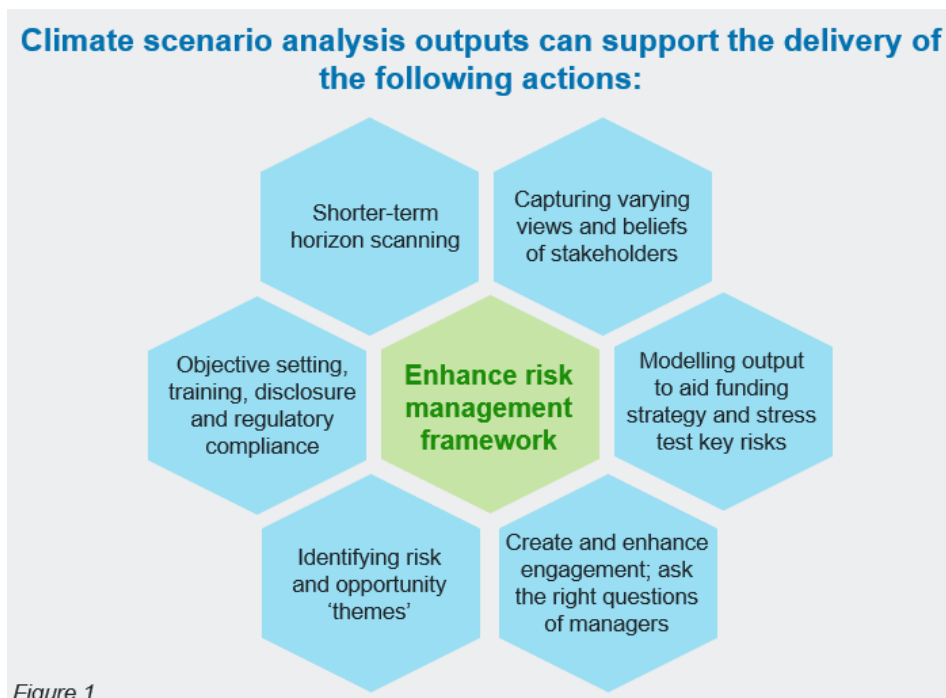 Climate scenario analysis outputs can support the delivery of
the following actions:
Shorter-term
horizon scanning
Capturing varying
views and beliefs
of stakeholders
Objective setting,
training, disclosure
and regulatory
compliance
Enhance risk
management
framework
Modelling output
to aid funding
strategy and stress
test key risks
Identifying risk
and opportunity
‘themes’
Create and enhance
engagement; ask
the right questions
of managers
Figure 1